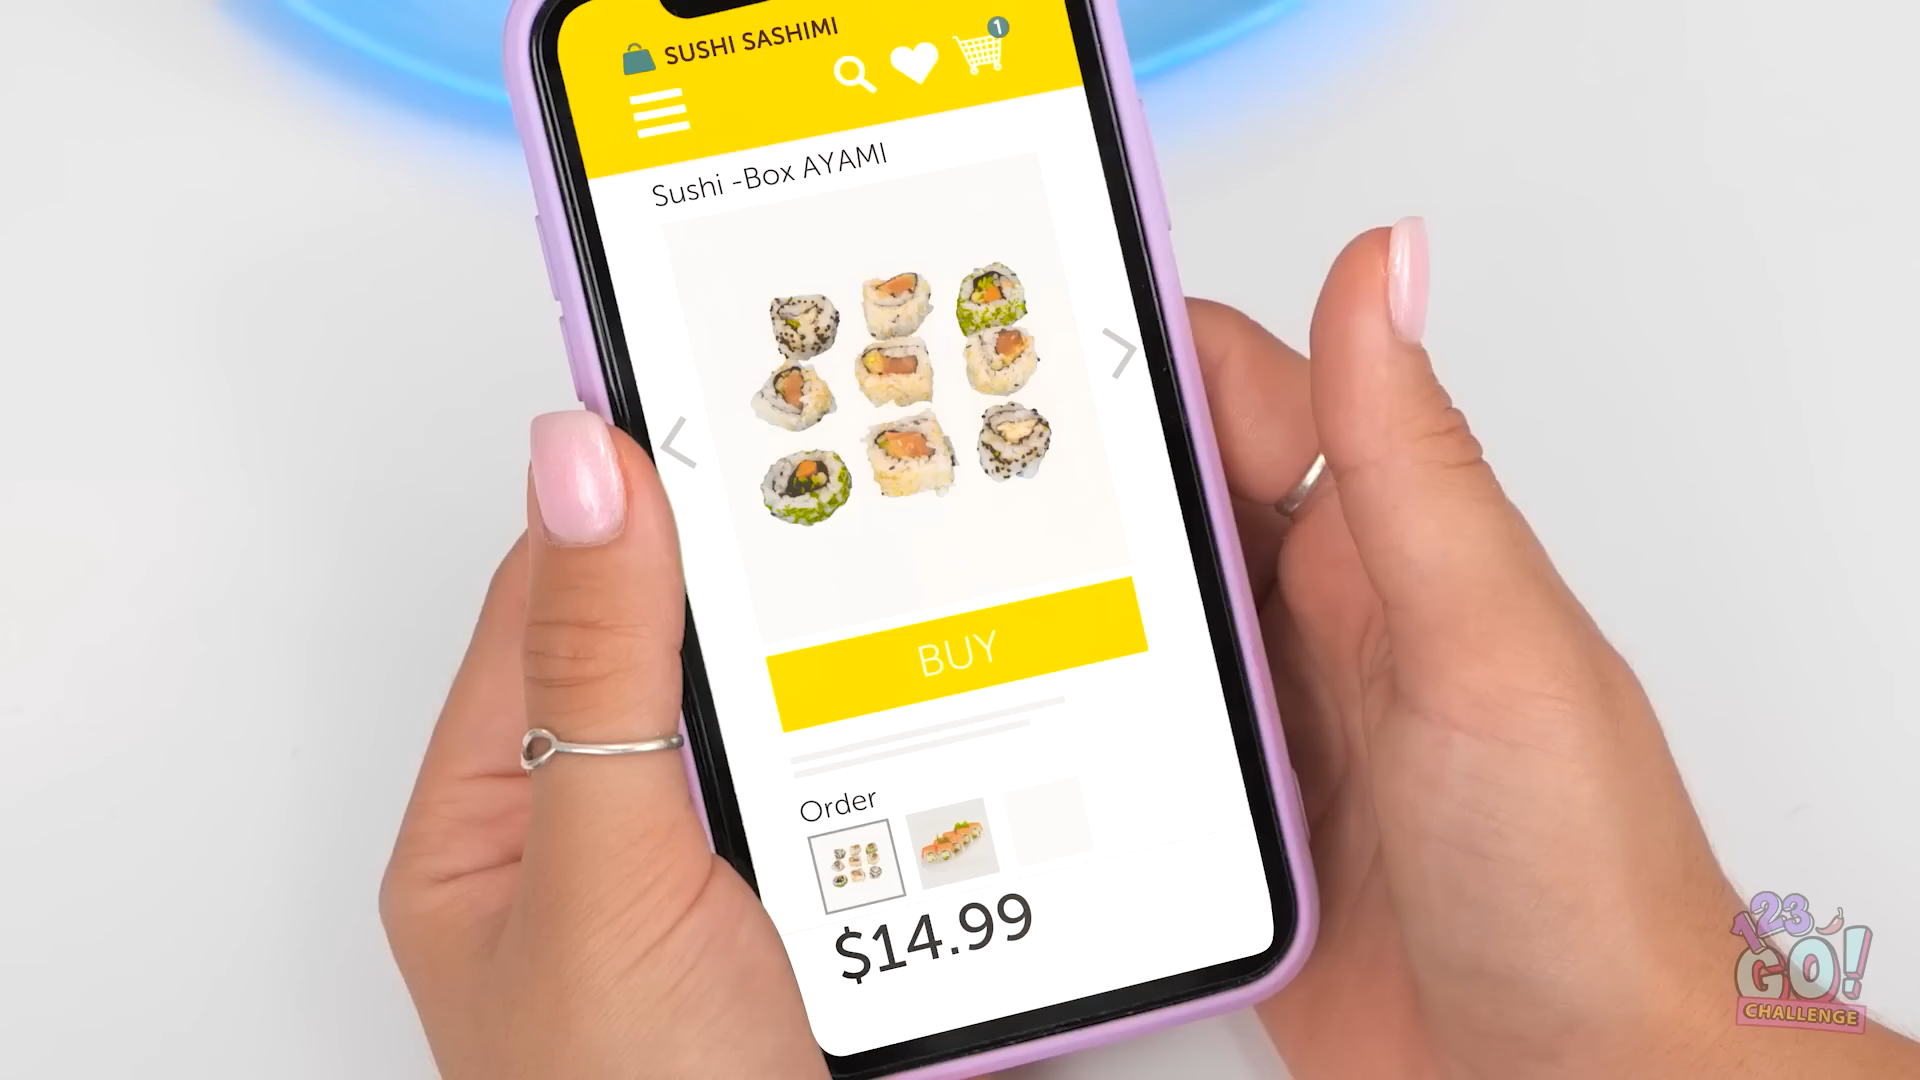 SUSHI SASHIMI
1
Sushi -Box AYAMI
BUY
Order
$14.99
123
GO!
CHALLENGE